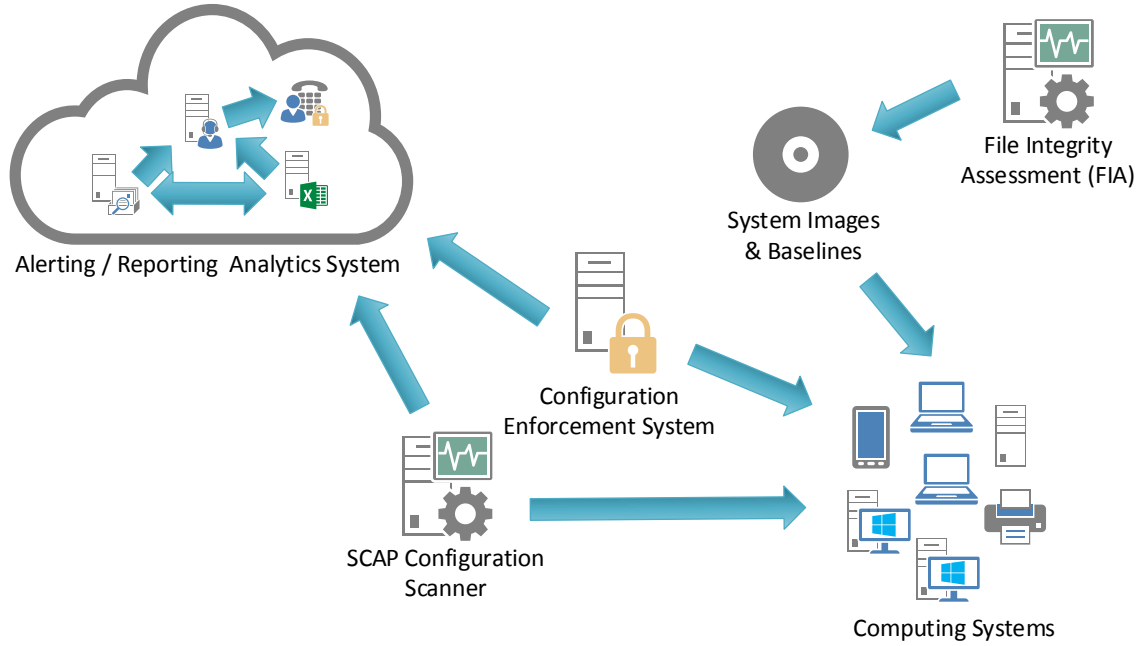 File Integrity
Assessment (FIA)
System Images
& Baselines
Alerting / Reporting Analytics System
Configuration
Enforcement System
SCAP Configuration
Scanner
Computing Systems
X